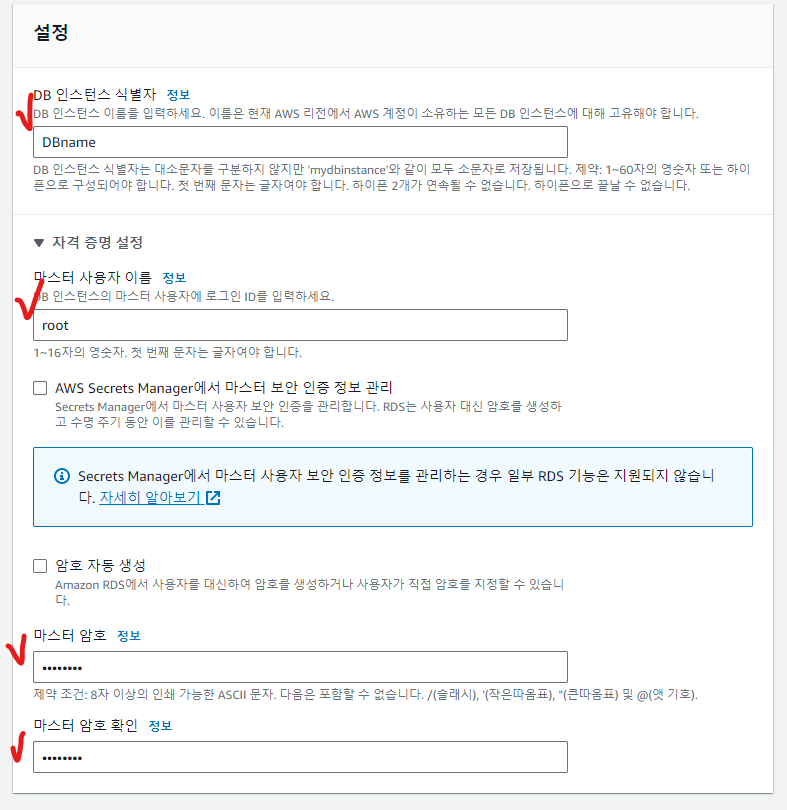 설정
DB 인스턴스 식별자 정보
DB 인스턴스 이름을 입력하세요. 이름은 현재 AWS 리전에서 AWS 계정이 소유하는 모든 DB 인스턴스에 대해 고유해야 합니다.
DBname
DB 인스턴스 식별자는 대소문자를 구분하지 않지만 'mydbinstance'와 같이 모두 소문자로 저장됩니다. 제약: 1~60자의 영숫자 또는 하이
픈으로 구성되어야 합니다. 첫 번째 문자는 글자여야 합니다. 하이픈 2개가 연속될 수 없습니다. 하이픈으로 끝날 수 없습니다.
▼ 자격 증명 설정
마스터 사용자 이름 정보
DB 인스턴스의 마스터 사용자에 로그인 ID를 입력하세요.
root
1~16자의 영숫자. 첫 번째 문자는 글자여야 합니다.
AWS Secrets Manager에서 마스터 보안 인증 정보 관리
Secrets Manager에서 마스터 사용자 보안 인증을 관리합니다. RDS는 사용자 대신 암호를 생성하
고 수명 주기 동안 이를 관리할 수 있습니다.
Secrets Manager에서 마스터 사용자 보안 인증 정보를 관리하는 경우 일부 RDS 기능은 지원되지 않습니
다. 자세히 알아보기
암호 자동 생성
Amazon RDS에서 사용자를 대신하여 암호를 생성하거나 사용자가 직접 암호를 지정할 수 있습니
다.
마스터 암호 정보
••••••••
제약 조건: 8자 이상의 인쇄 가능한 ASCII 문자. 다음은 포함할 수 없습니다. /(슬래시), '(작은따옴표), "(큰따옴표) 및 @(앳 기호).
마스터 암호 확인 정보
••••••••